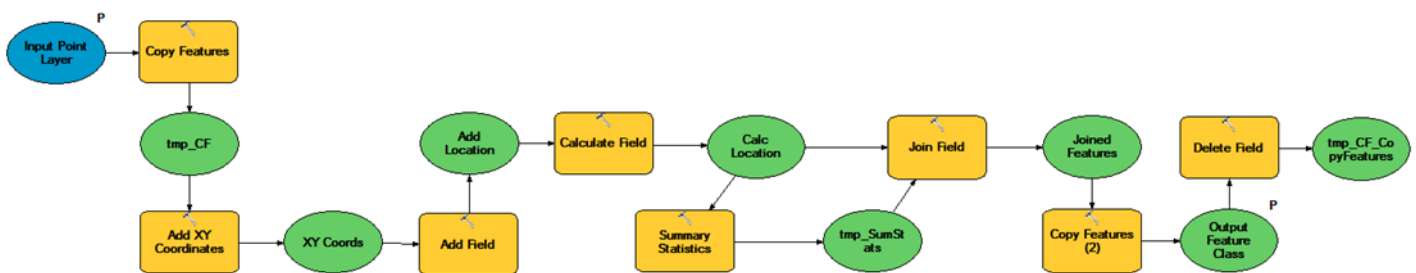 P
Input Point
Layer
Copy Features
tmp_CF
Add XY
Coordinates
XY Coords
Add Field
Add
Location
Calculate Field
Calc
Location
Summary
Statistics
tmp_SumSt
ats
Join Field
Joined
Features
Copy Features
(2)
P
Output
Feature
Class
Delete Field
tmp_CF_Co
pyFeatures